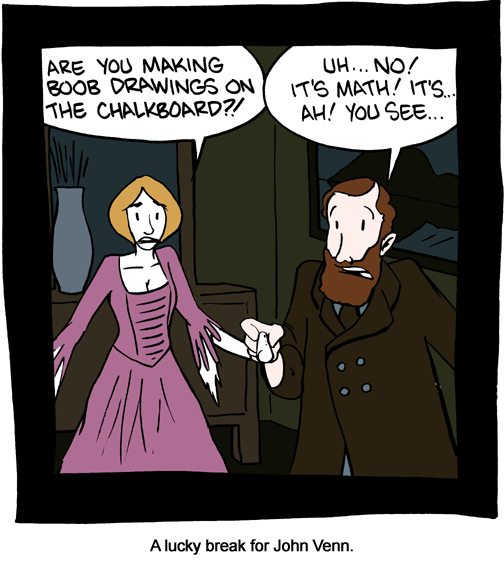 ARE YOU MAKING
BOOB DRAWINGS ON
THE CHALKBOARD?!
UH... NO!
IT'S MATH! IT'S...
AH! YOU SEE...
A lucky break for John Venn.